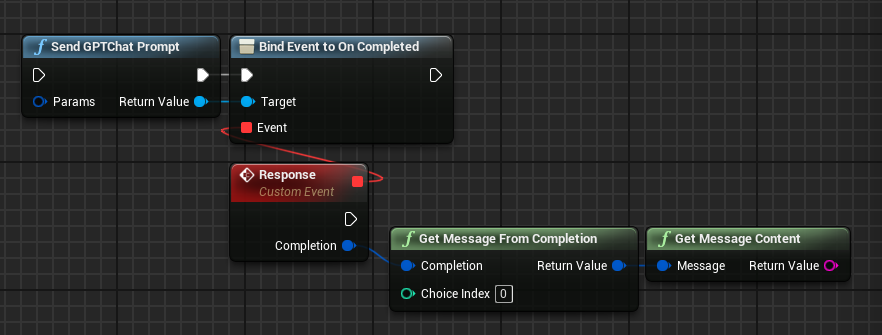 Send GPTChat Prompt
Params Return Value
Bind Event to On Completed
Target
Event
Response
Custom Event
Completion
Get Message From Completion
Completion Return Value
Choice Index 0
Get Message Content
Message Return Value